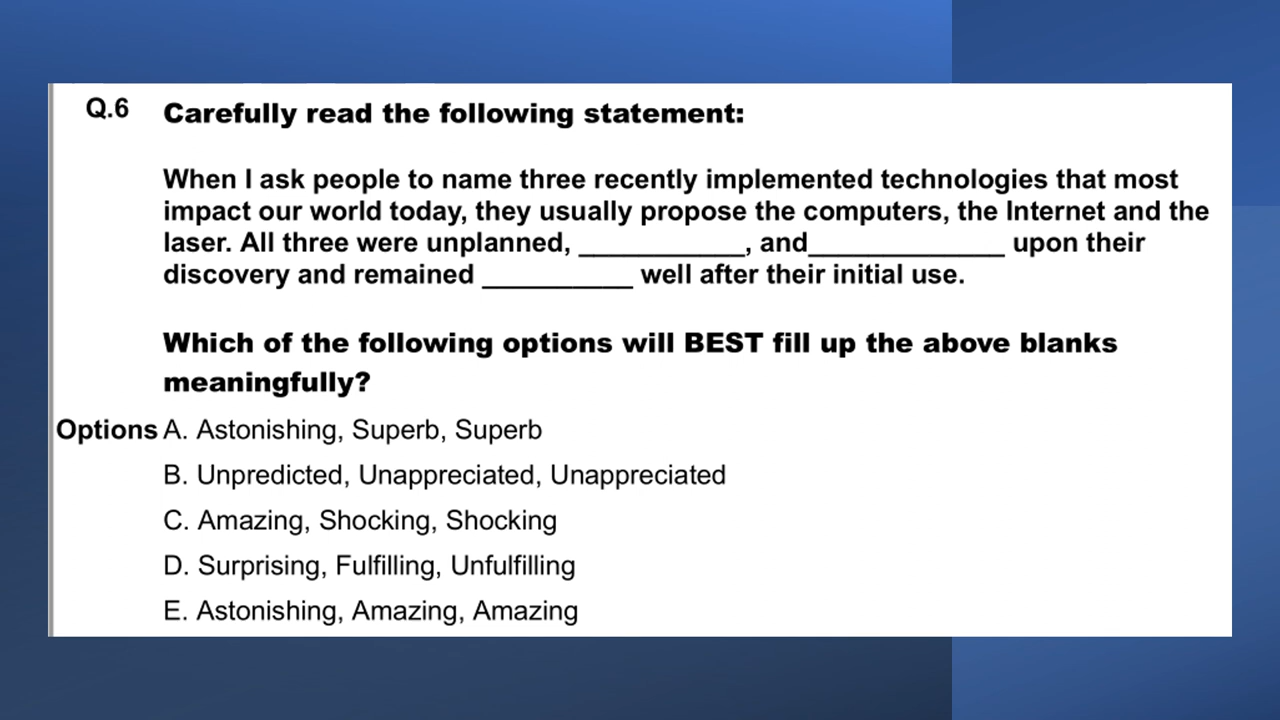 Q.6 Carefully read the following statement:
When I ask people to name three recently implemented technologies that most
impact our world today, they usually propose the computers, the Internet and the
laser. All three were unplanned, ____________, and______________ upon their
discovery and remained ___________ well after their initial use.
Which of the following options will BEST fill up the above blanks
meaningfully?
Options A. Astonishing, Superb, Superb
B. Unpredicted, Unappreciated, Unappreciated
C. Amazing, Shocking, Shocking
D. Surprising, Fulfilling, Unfulfilling
E. Astonishing, Amazing, Amazing